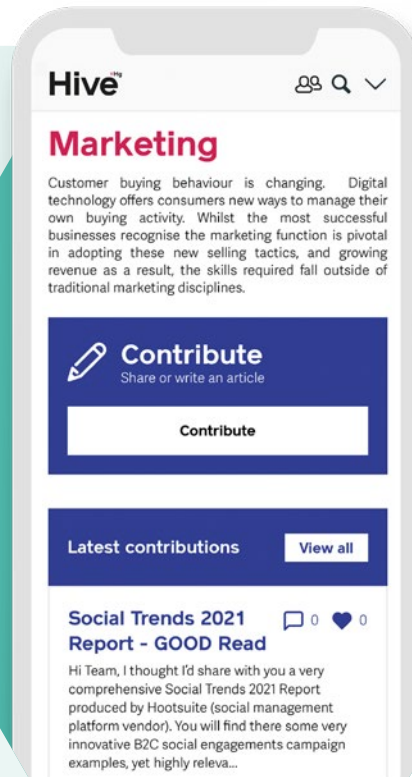 Hive Hg
Marketing
Customer buying behaviour is changing. Digital
technology offers consumers new ways to manage their
own buying activity. Whilst the most successful
businesses recognise the marketing function is pivotal
in adopting these new selling tactics, and growing
revenue as a result, the skills required fall outside of
traditional marketing disciplines.
Contribute
Share or write an article
Contribute
Latest contributions
View all
Social Trends 2021
Report - GOOD Read
0 0
Hi Team, I thought I'd share with you a very
comprehensive Social Trends 2021 Report
produced by Hootsuite (social management
platform vendor). You will find there some very
innovative B2C social engagements campaign
examples, yet highly releva...